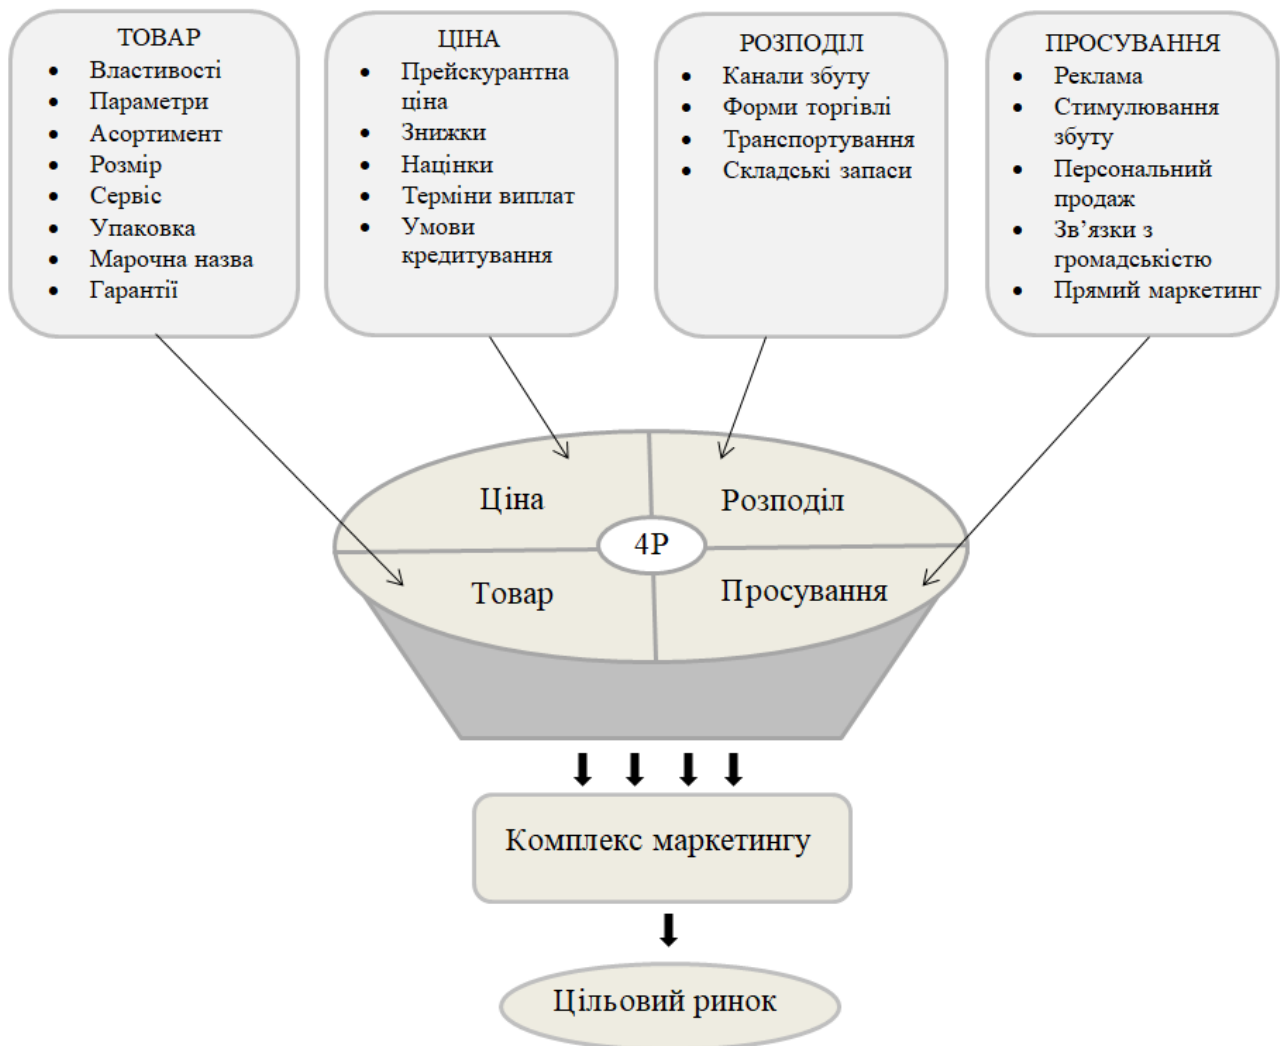 ТОВАР
• Властивості
• Параметри
• Асортимент
• Розмір
• Сервіс
• Упаковка
• Марочна назва
• Гарантії
ЦІНА
• Прейскурантна
ціна
• Знижки
• Націнки
• Терміни виплат
• Умови
кредитування
РОЗПОДІЛ
• Канали збуту
• Форми торгівлі
• Транспортування
• Складські запаси
ПРОСУВАННЯ
• Реклама
• Стимулювання
збуту
• Персональний
продаж
• Зв’язки з
громадськістю
• Прямий маркетинг
Ціна
Розподіл
4Р
Товар
Просування
Комплекс маркетингу
Цільовий ринок